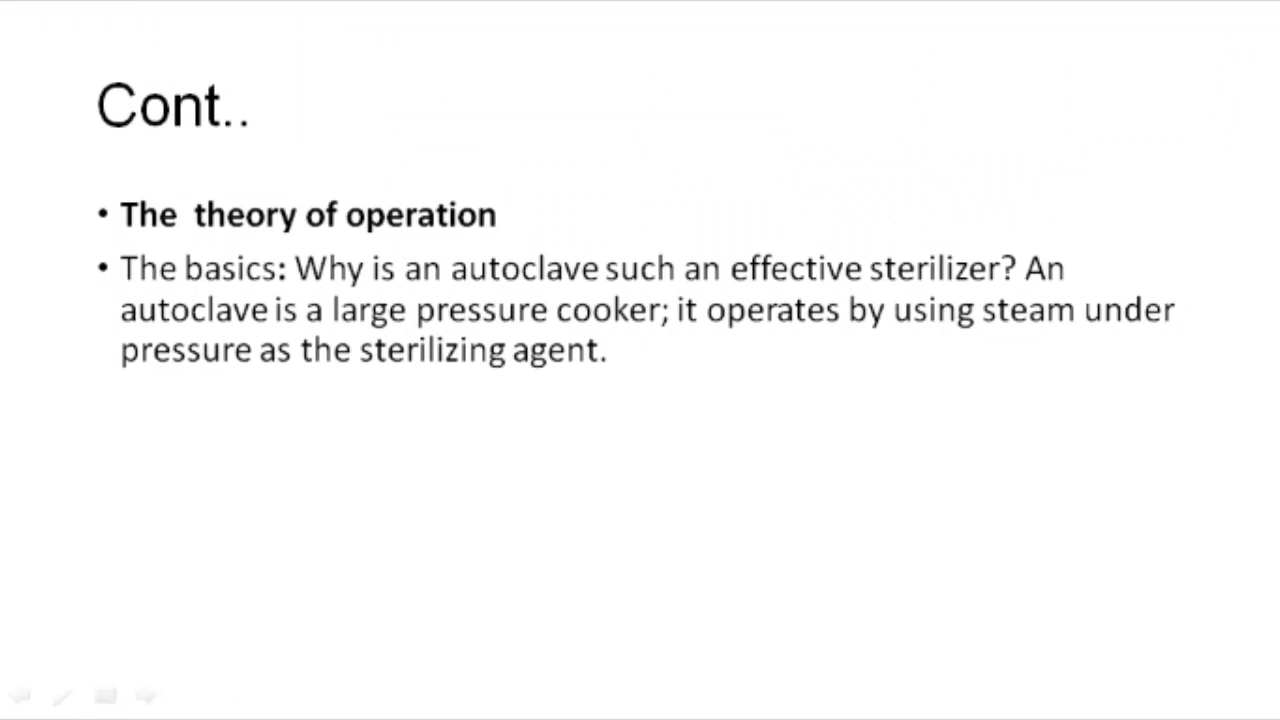 Cont..
• The theory of operation
• The basics: Why is an autoclave such an effective sterilizer? An
autoclave is a large pressure cooker; it operates by using steam under
pressure as the sterilizing agent.